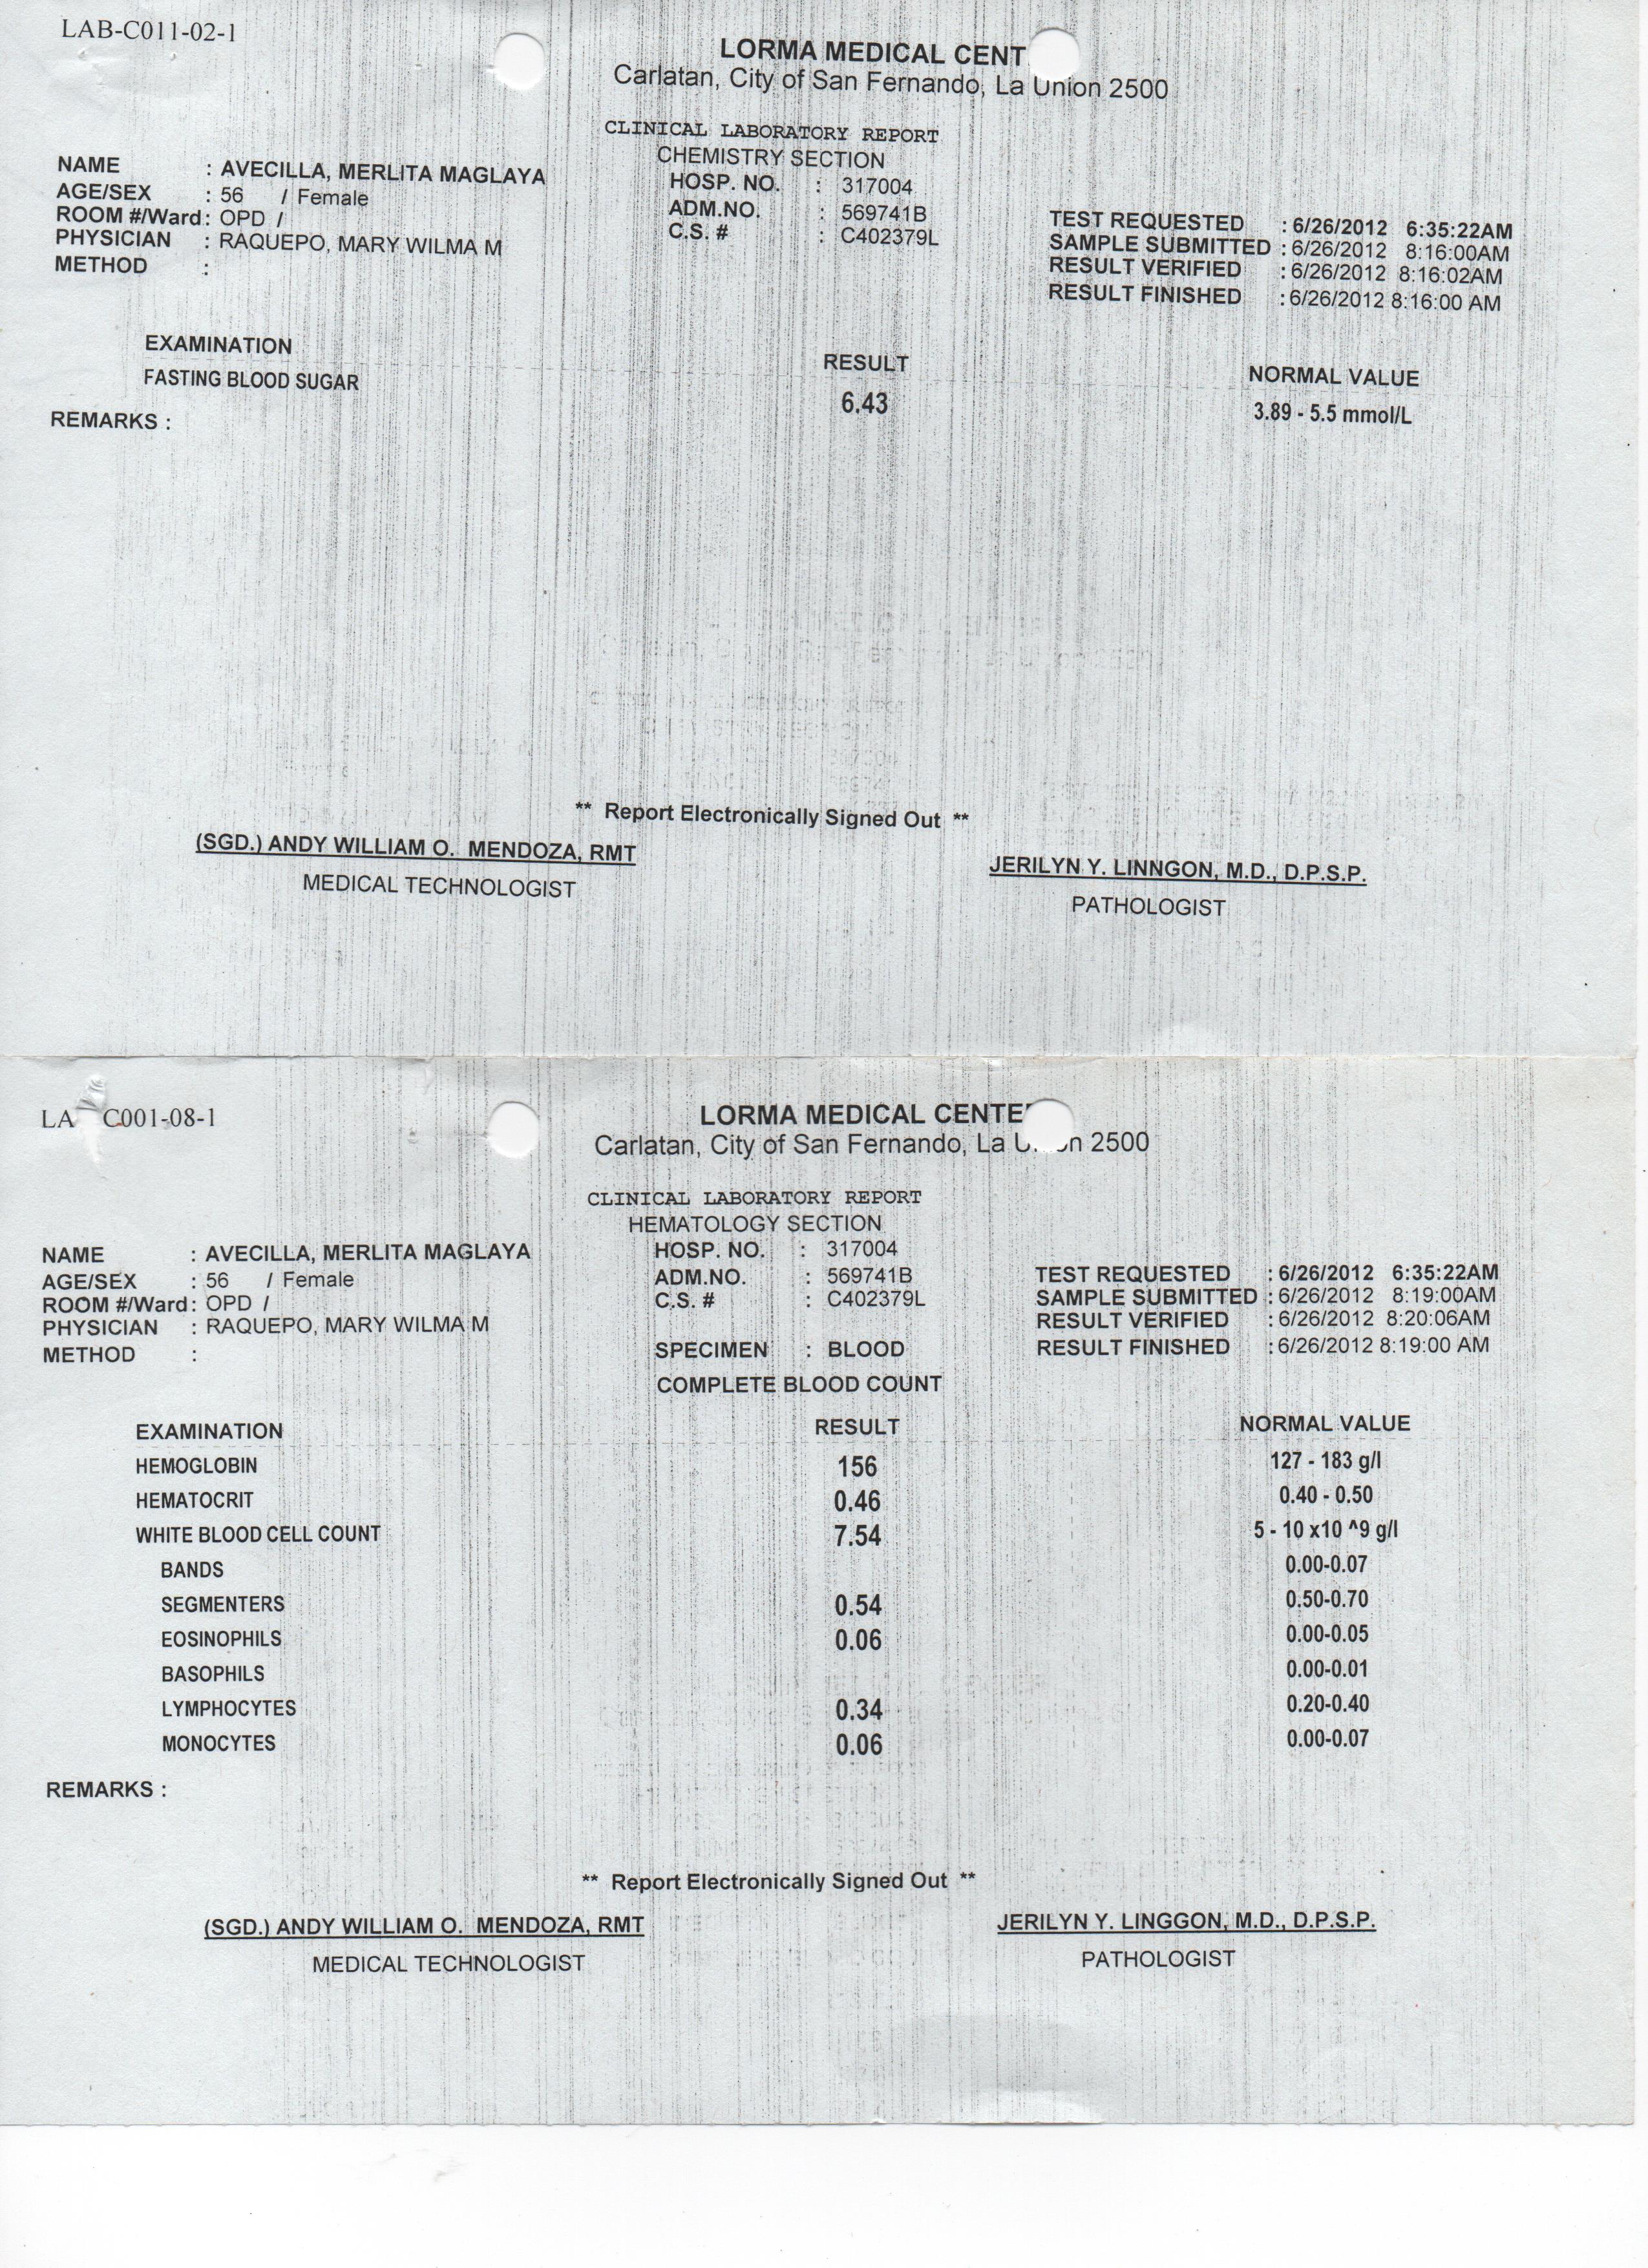 LAB-C011-02-1
LORMA MEDICAL CENT
Carlatan, City of San Fernando, La Union 2500
CLINICAL LABORATORY REPORT
CHEMISTRY SECTION
NAME : AVECILLA, MERLITA MAGLAYA HOSP. NO. : 317004
AGE/SEX : 56 / Female ADM.NO. : 569741B TEST REQUESTED : 6/26/2012 6:35:22AM
ROOM #/Ward : OPD / C.S. # : C402379L SAMPLE SUBMITTED : 6/26/2012 8:16:00AM
PHYSICIAN : RAQUEPO, MARY WILMA M RESULT VERIFIED : 6/26/2012 8:16:02AM
METHOD : RESULT FINISHED : 6/26/2012 8:16:00 AM
EXAMINATION RESULT NORMAL VALUE
FASTING BLOOD SUGAR 6.43 3.89 - 5.5 mmol/L
REMARKS :
** Report Electronically Signed Out **
(SGD.) ANDY WILLIAM O. MENDOZA, RMT JERILYN Y. LINNGON, M.D., D.P.S.P.
MEDICAL TECHNOLOGIST PATHOLOGIST
LA C001-08-1
LORMA MEDICAL CENTE
Carlatan, City of San Fernando, La U n 2500
CLINICAL LABORATORY REPORT
HEMATOLOGY SECTION
NAME : AVECILLA, MERLITA MAGLAYA HOSP. NO. : 317004
AGE/SEX : 56 / Female ADM.NO. : 569741B TEST REQUESTED : 6/26/2012 6:35:22AM
ROOM #/Ward : OPD / C.S. # : C402379L SAMPLE SUBMITTED : 6/26/2012 8:19:00AM
PHYSICIAN : RAQUEPO, MARY WILMA M RESULT VERIFIED : 6/26/2012 8:20:06AM
METHOD : SPECIMEN : BLOOD RESULT FINISHED : 6/26/2012 8:19:00 AM
COMPLETE BLOOD COUNT
EXAMINATION RESULT NORMAL VALUE
HEMOGLOBIN 156 127 - 183 g/l
HEMATOCRIT 0.46 0.40 - 0.50
WHITE BLOOD CELL COUNT 7.54 5 - 10 x10 ^9 g/l
BANDS 0.00-0.07
SEGMENTERS 0.54 0.50-0.70
EOSINOPHILS 0.06 0.00-0.05
BASOPHILS 0.00-0.01
LYMPHOCYTES 0.34 0.20-0.40
MONOCYTES 0.06 0.00-0.07
REMARKS :
** Report Electronically Signed Out **
(SGD.) ANDY WILLIAM O. MENDOZA, RMT JERILYN Y. LINGGON, M.D., D.P.S.P.
MEDICAL TECHNOLOGIST PATHOLOGIST